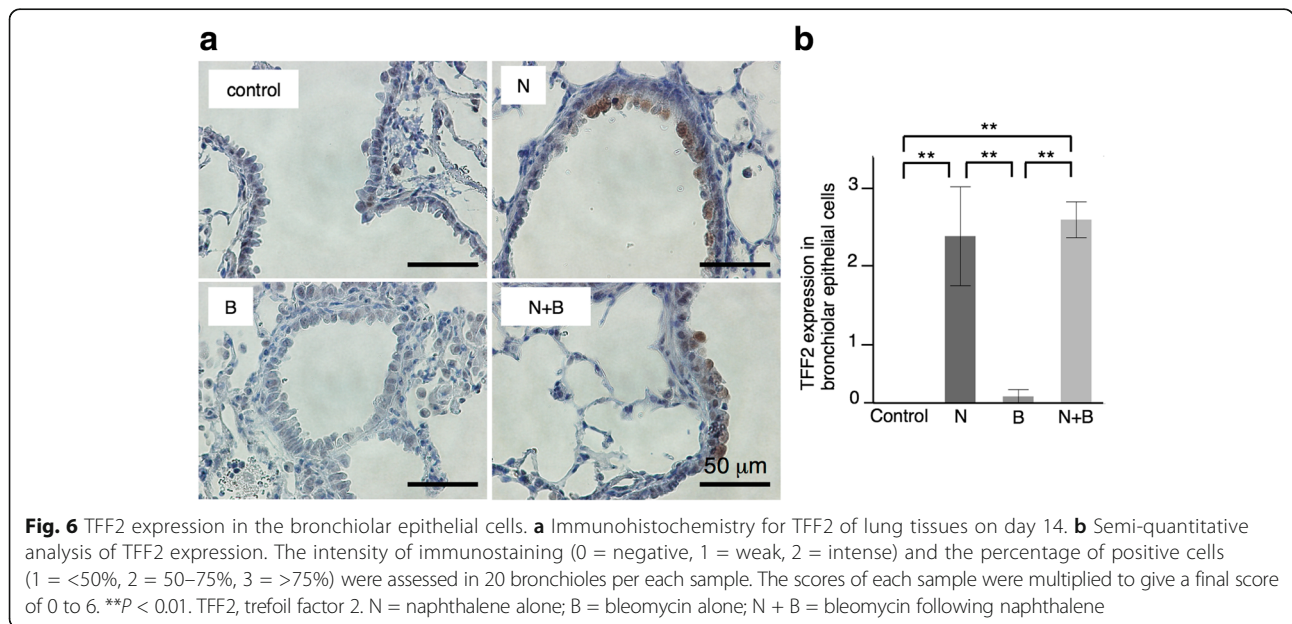 a
b
control
N
B
N+B
50 μm
**
** ** **
3
2
1
0
TFF2 expression in
bronchiolar epithelial cells
Control N B N+B
Fig. 6 TFF2 expression in the bronchiolar epithelial cells. a Immunohistochemistry for TFF2 of lung tissues on day 14. b Semi-quantitative
analysis of TFF2 expression. The intensity of immunostaining (0 = negative, 1 = weak, 2 = intense) and the percentage of positive cells
(1 = <50%, 2 = 50–75%, 3 = >75%) were assessed in 20 bronchioles per each sample. The scores of each sample were multiplied to give a final score
of 0 to 6. **P < 0.01. TFF2, trefoil factor 2. N = naphthalene alone; B = bleomycin alone; N + B = bleomycin following naphthalene